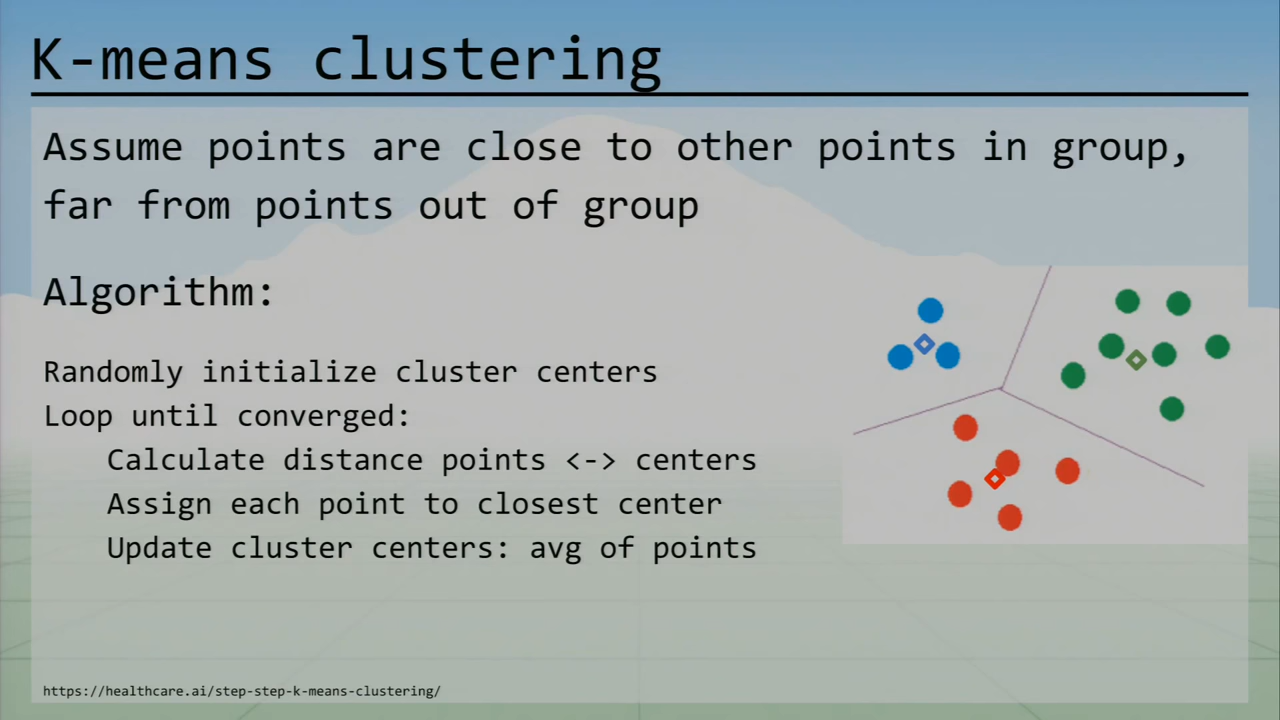 K-means clustering
Assume points are close to other points in group,
far from points out of group
Algorithm:
Randomly initialize cluster centers
Loop until converged:
Calculate distance points <-> centers
Assign each point to closest center
Update cluster centers: avg of points
https://healthcare.ai/step-step-k-means-clustering/